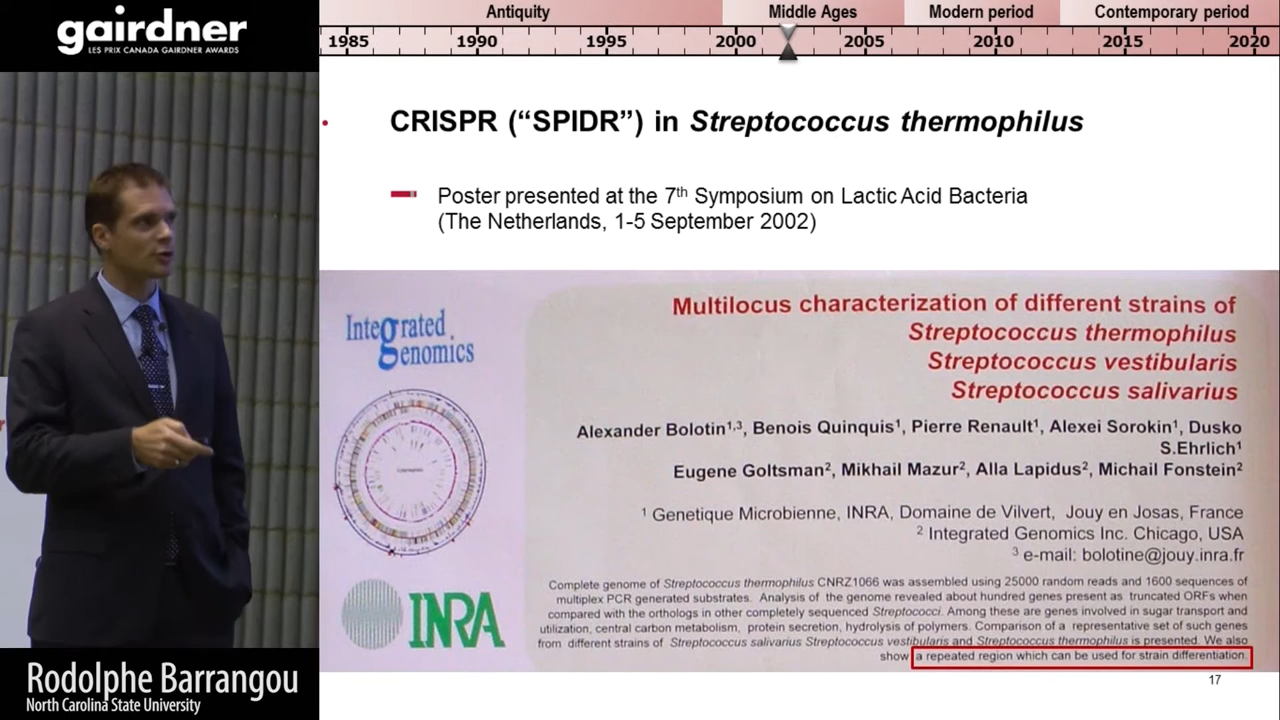 gairdner
LES PRIX CANADA GAIRDNER AWARDS
Antiquity Middle Ages Modern period Contemporary period
1985 1990 1995 2000 2005 2010 2015 2020
CRISPR (“SPIDR”) in Streptococcus thermophilus
Poster presented at the 7th Symposium on Lactic Acid Bacteria
(The Netherlands, 1-5 September 2002)
Integrated
Genomics
INRA
Multilocus characterization of different strains of
Streptococcus thermophilus
Streptococcus vestibularis
Streptococcus salivarius
Alexander Bolotin1,3, Benois Quinquis1, Pierre Renault1, Alexei Sorokin1, Dusko
S.Ehrlich1
Eugene Goltsman2, Mikhail Mazur2, Alla Lapidus2, Michail Fonstein2
1 Genetique Microbienne, INRA, Domaine de Vilvert, Jouy en Josas, France
2 Integrated Genomics Inc. Chicago, USA
3 e-mail: bolotine@jouy.inra.fr
Complete genome of Streptococcus thermophilus CNRZ1066 was assembled using 25000 random reads and 1600 sequences of
multiplex PCR generated substrates. Analysis of the genome revealed about hundred genes present as truncated ORFs when
compared with the orthologs in other completely sequenced Streptococci. Among these are genes involved in sugar transport and
utilization, central carbon metabolism, protein secretion, hydrolysis of polymers. Comparison of a representative set of such genes
from different strains of Streptococcus salivarius Streptococcus vestibularis and Streptococcus thermophilus is presented. We also
show a repeated region which can be used for strain differentiation.
17
Rodolphe Barrangou
North Carolina State University